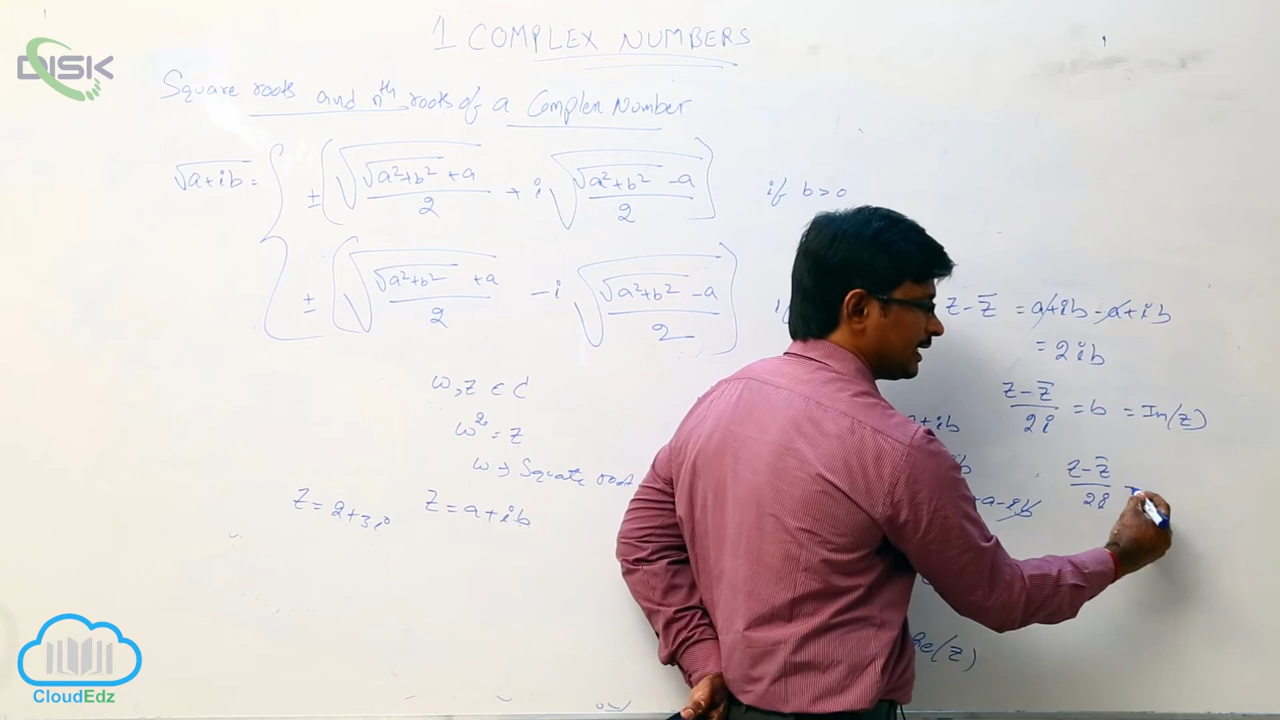 DISK
1 COMPLEX NUMBERS
Square roots and nth roots of a Complex Number
√a+ib = { ±(√((√a²+b² +a)/2) + i√((√a²+b² -a)/2)) if b>0
±(√((√a²+b² +a)/2) - i√((√a²+b² -a)/2))
ω, z ∈ C
ω² = z
ω → Square root
z = 2+3i z = a+ib
z - z̄ = a+ib - a+ib
= 2ib
(z - z̄)/2i = b = Im(z)
+ib
-a-ib
(z - z̄)/2i
Re(z)
CloudEdz